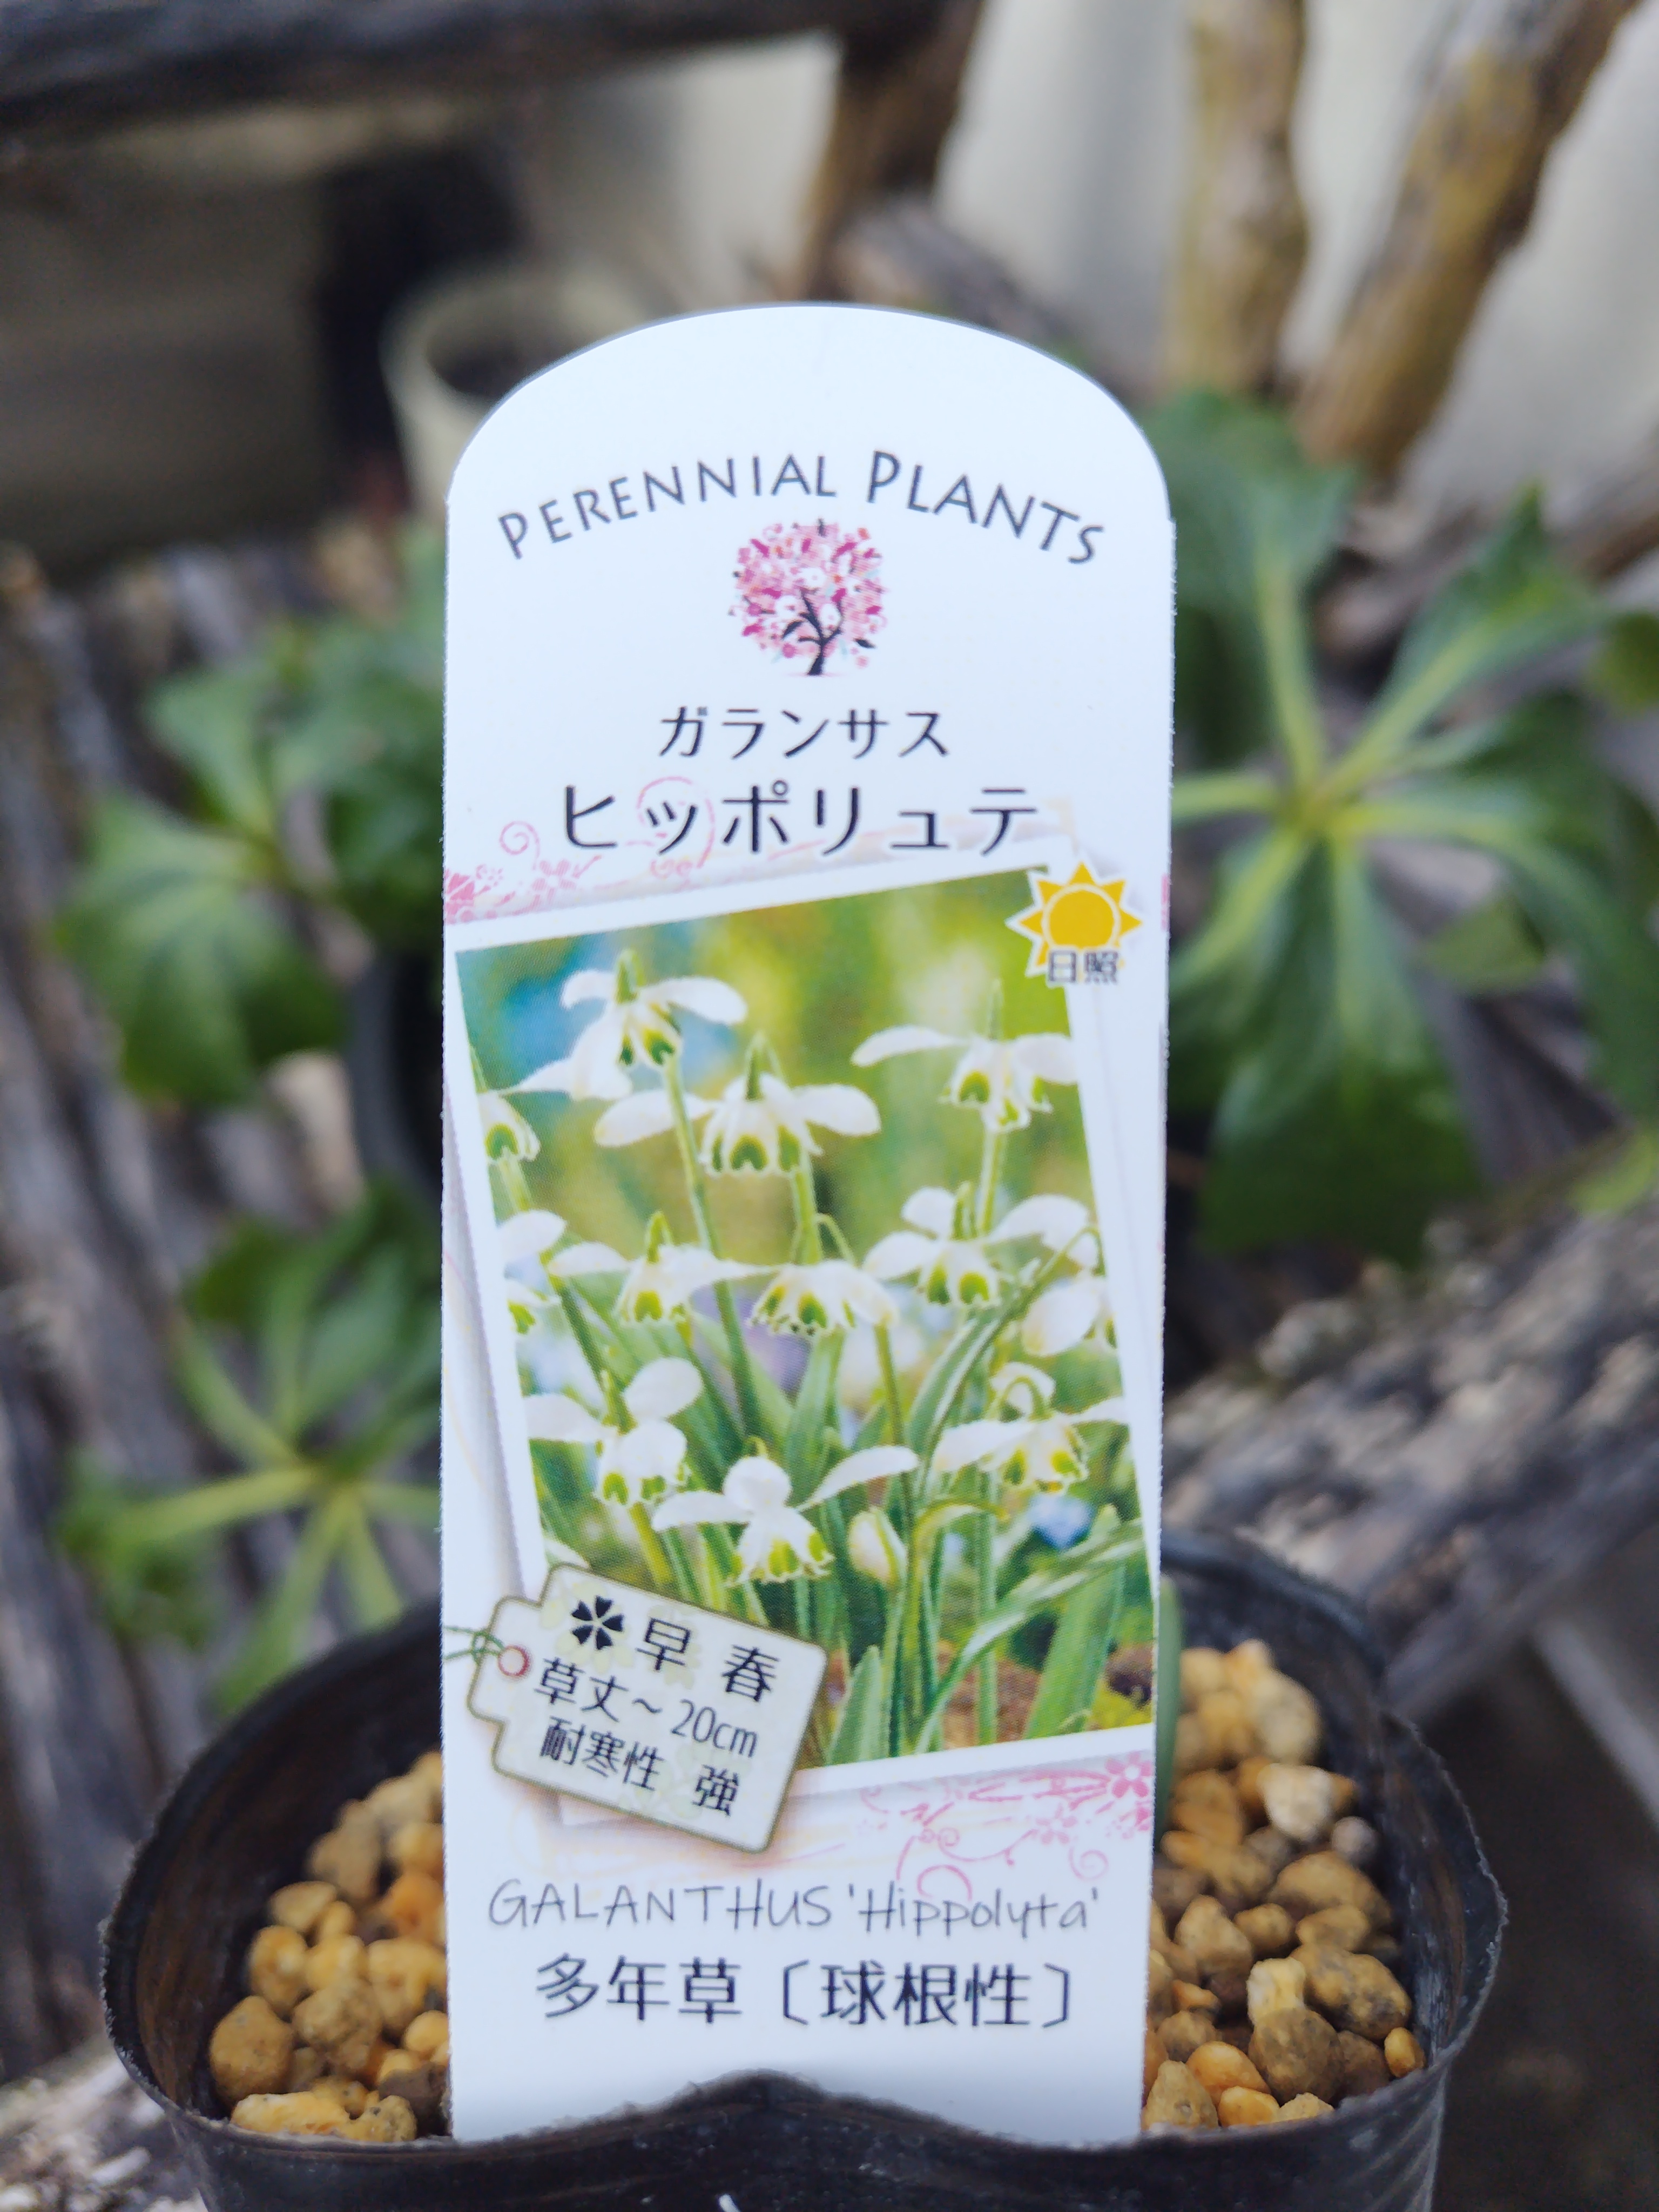 PERENNIAL PLANTS
ガランサス
ヒッポリュテ
日照
早春
草丈～20cm
耐寒性 強
GALANTHUS 'Hippolyta'
多年草〔球根性〕